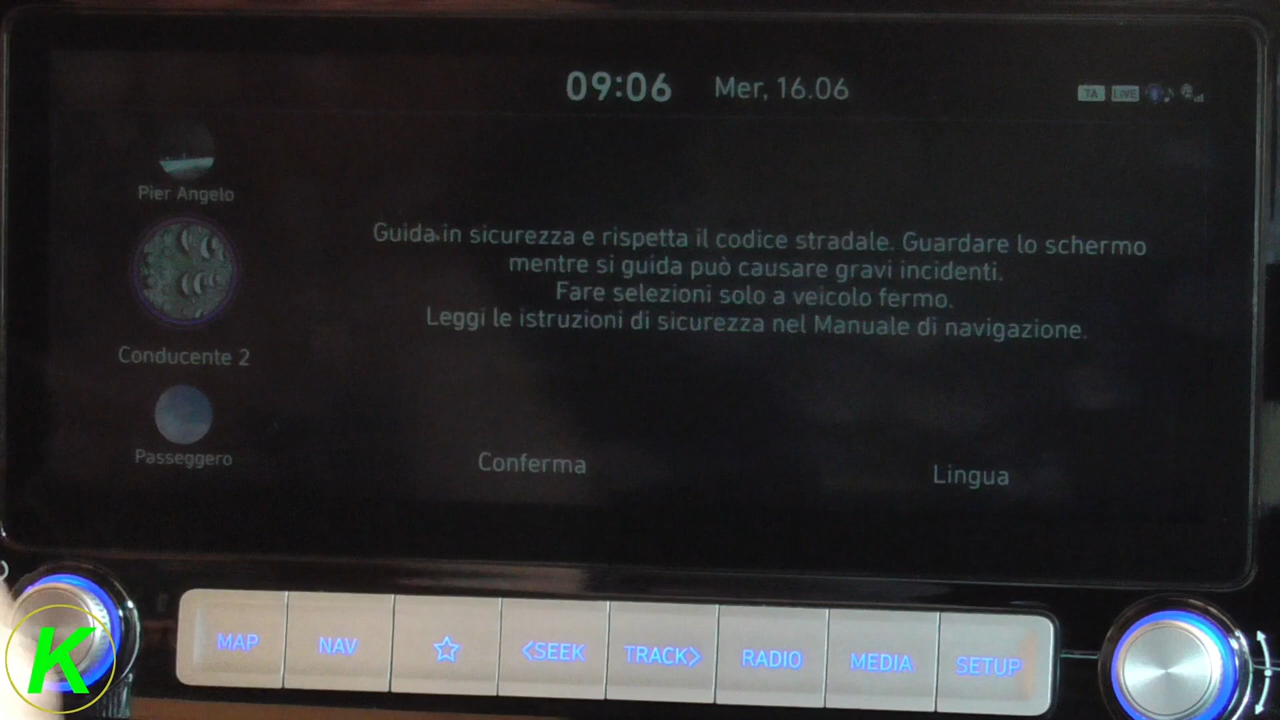 09:06 Mer, 16.06 TA LIVE
Pier Angelo
Conducente 2
Passeggero
Guida in sicurezza e rispetta il codice stradale. Guardare lo schermo
mentre si guida può causare gravi incidenti.
Fare selezioni solo a veicolo fermo.
Leggi le istruzioni di sicurezza nel Manuale di navigazione.
Conferma Lingua
MAP NAV ☆ <SEEK TRACK> RADIO MEDIA SETUP
K